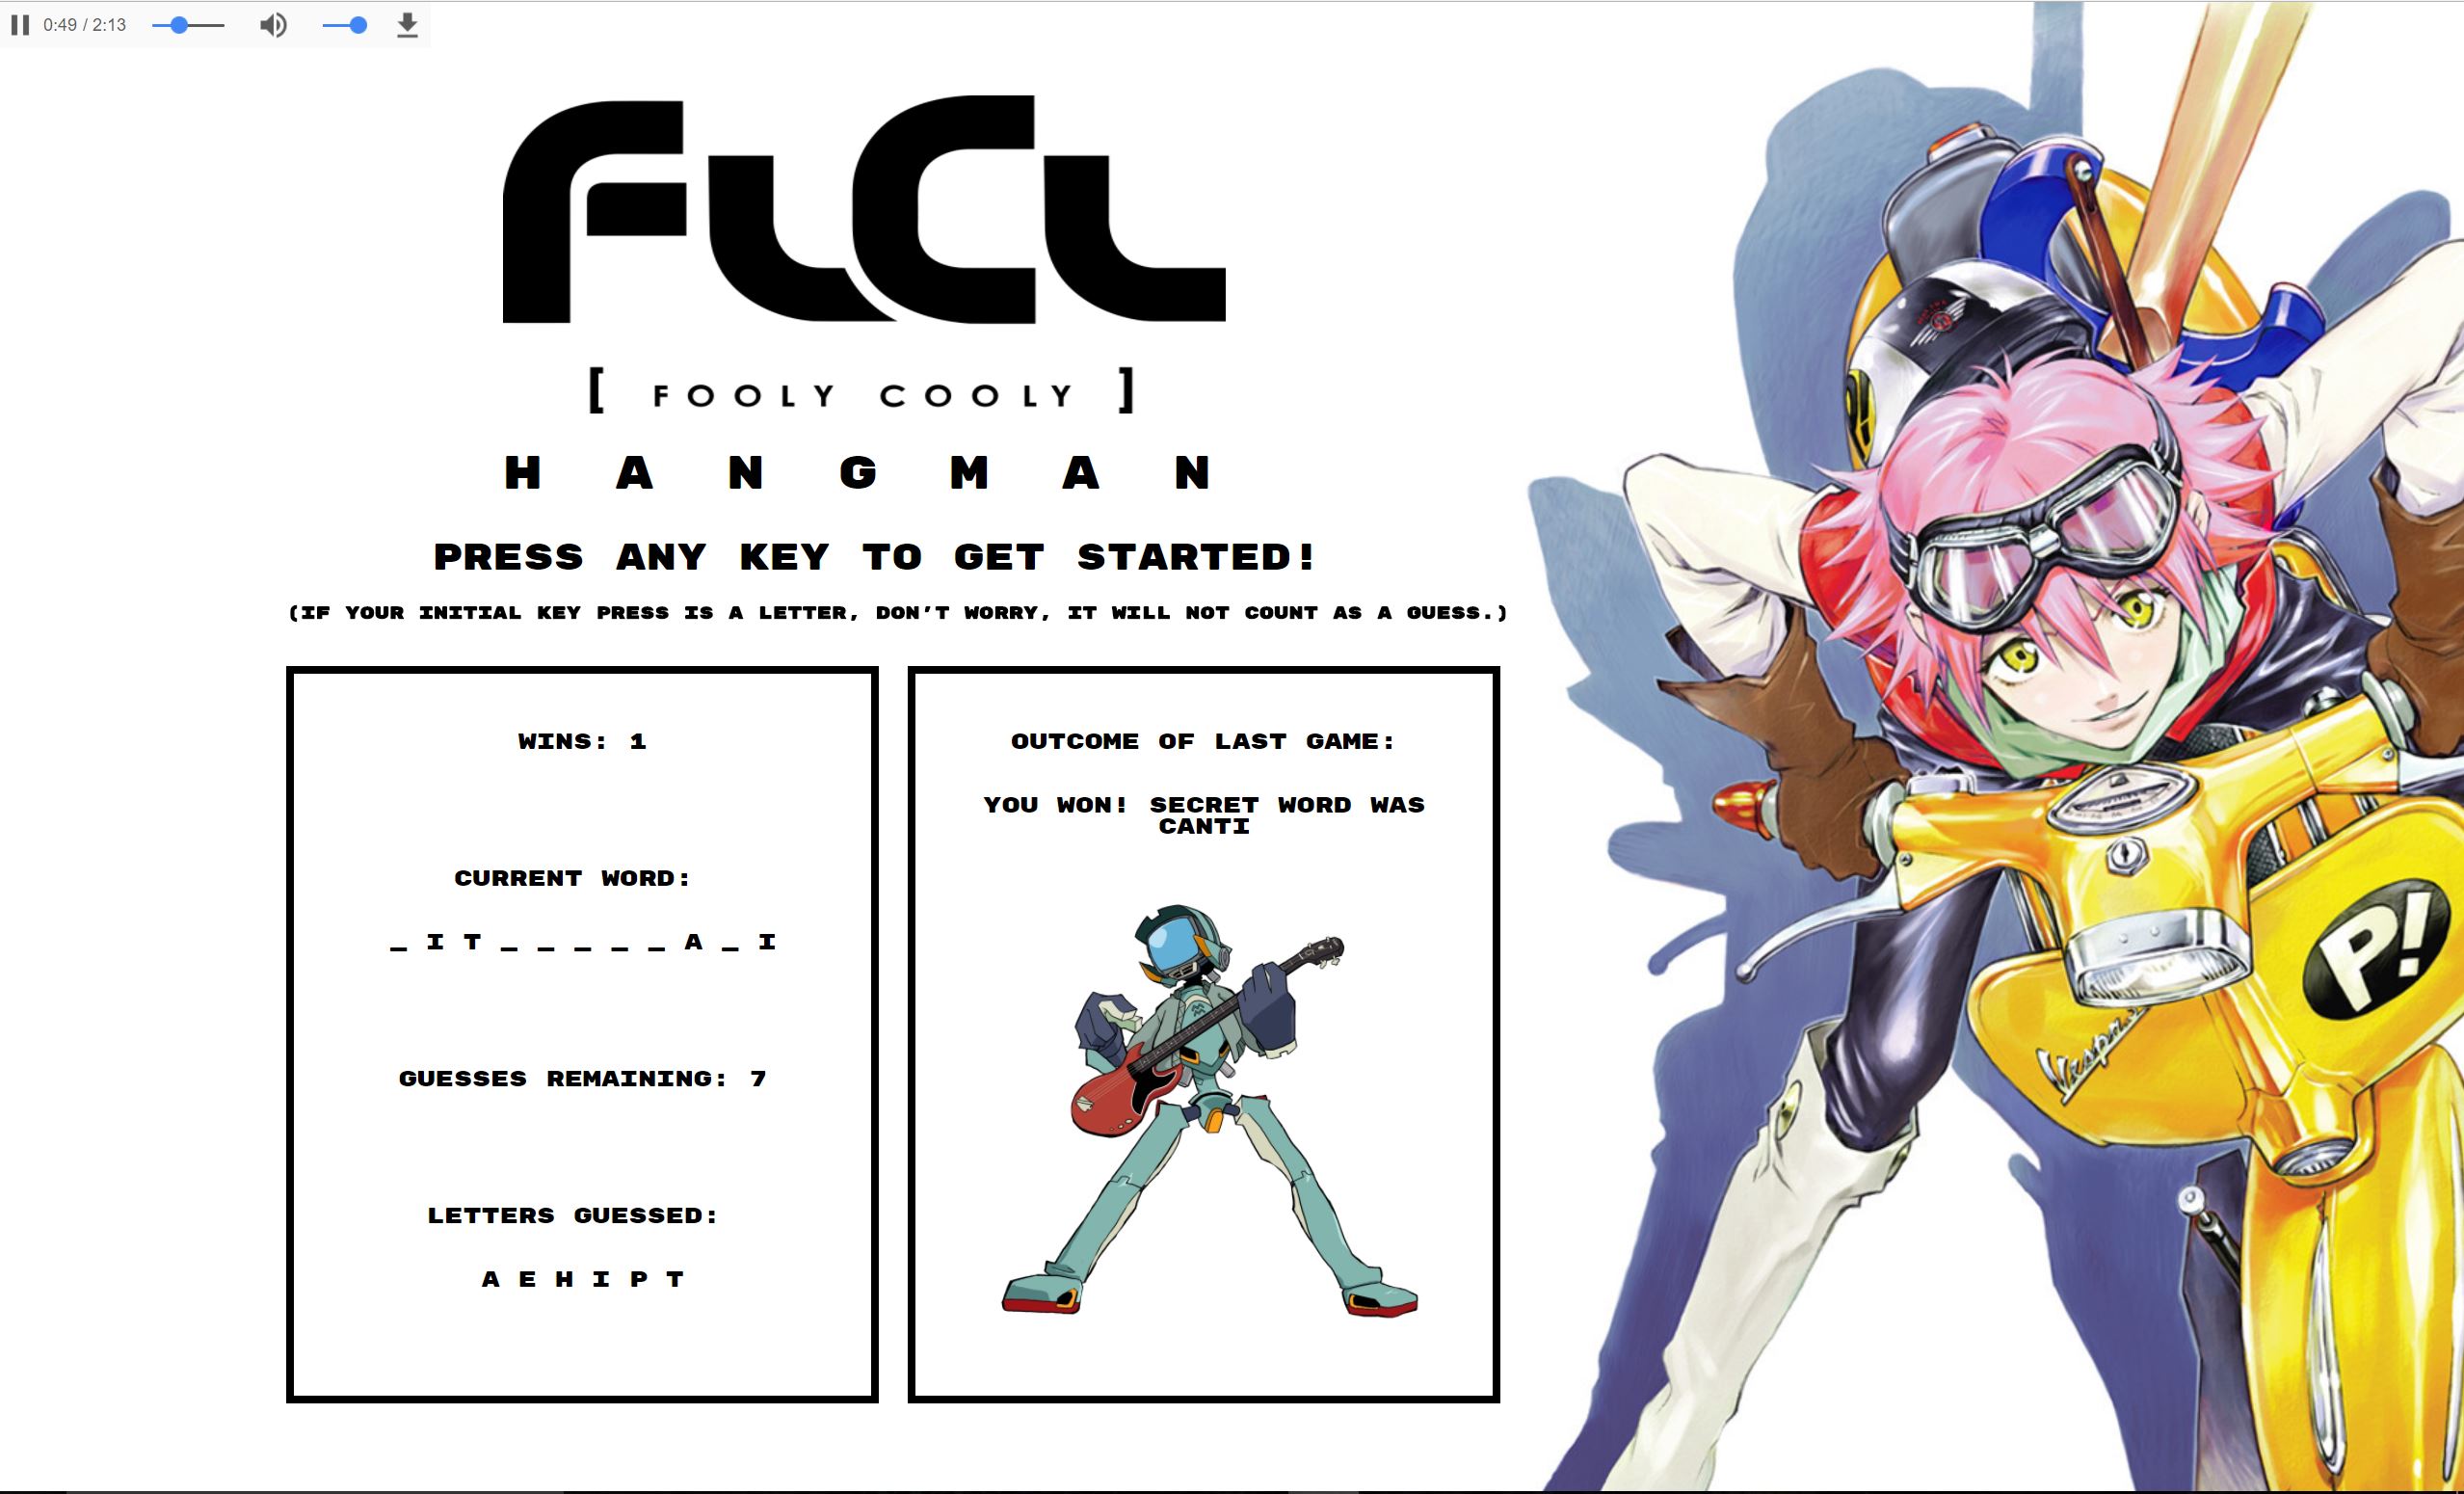 0:49 / 2:13
FLCL
[ FOOLY COOLY ]
HANGMAN
PRESS ANY KEY TO GET STARTED!
(IF YOUR INITIAL KEY PRESS IS A LETTER, DON'T WORRY, IT WILL NOT COUNT AS A GUESS.)
WINS: 1
CURRENT WORD:
_ I T _ _ _ _ _ A _ I
GUESSES REMAINING: 7
LETTERS GUESSED:
A E H I P T
OUTCOME OF LAST GAME:
YOU WON! SECRET WORD WAS
CANTI
P!
Vespa